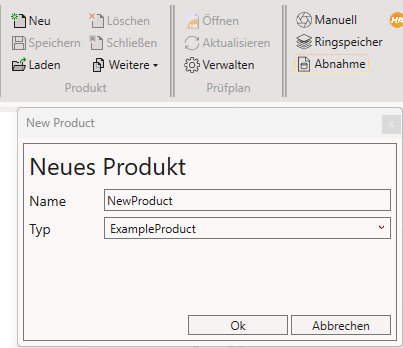 Neu Löschen Öffnen Manuell
Speichern Schließen Aktualisieren Ringspeicher
Laden Weitere Verwalten Abnahme
Produkt Prüfplan
New Product x
Neues Produkt
Name NewProduct
Typ ExampleProduct
Ok Abbrechen